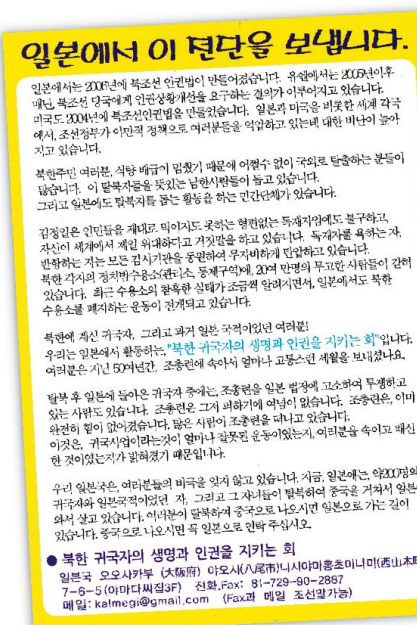 일본에서 이 전단을 보냅니다.
일본에서는 2006년에 북조선 인권법이 만들어졌습니다. 유엔에서는 2005년이후
매년, 북조선 당국에게 인권상황개선을 요구하는 결의가 이루어지고 있습니다.
미국도 2004년에 북조선인권법을 만들었습니다. 일본과 미국을 비롯한 세계 각국
에서, 조선정부가 야만적 정책으로 여러분들을 억압하고 있는데 대한 비난이 높아
지고 있습니다.
북한주민 여러분, 식량 배급이 멈췄기 때문에 어쩔수 없이 국외로 탈출하는 분들이
많습니다. 이 탈북자들을 뜻있는 남한사람들이 돕고 있습니다.
그리고 일본에도 탈북자를 돕는 활동을 하는 민간단체가 있습니다.
김정일은 인민들을 제대로 먹이지도 못하는 형편없는 독재자임에도 불구하고,
자신이 세계에서 제일 위대하다고 거짓말을 하고 있습니다. 독재자를 욕하는 자,
반항하는 자는 모든 감시기관을 동원하여 무자비하게 탄압하고 있습니다.
북한 각지의 정치범수용소(관리소, 통제구역)에, 20여 만명의 무고한 사람들이 갇혀
있습니다. 최근 수용소의 참혹한 실태가 조금씩 알려지면서, 일본에서도 북한
수용소를 폐지하는 운동이 전개되고 있습니다.
북한에 계신 귀국자, 그리고 과거 일본 국적이었던 여러분!
우리는 일본에서 활동하는, "북한 귀국자의 생명과 인권을 지키는 회"입니다.
여러분은 지난 50여년간, 조총련에 속아서 얼마나 고통스런 세월을 보내셨나요.
탈북 후 일본에 돌아온 귀국자 중에는, 조총련을 일본 법정에 고소하여 투쟁하고
있는 사람도 있습니다. 조총련은 그저 피하기에 여념이 없습니다. 조총련은, 이미
완전히 힘이 없어졌습니다. 많은 사람이 조총련을 떠나고 있습니다.
이것은, 귀국사업이라는것이 얼마나 잘못된 운동이었는지, 여러분을 속이고 배신
한 것이었는지가 밝혀졌기 때문입니다.
우리 일본국은, 여러분들의 비극을 잊지 않고 있습니다. 지금, 일본에는, 약200명의
귀국자와 일본국적이었던 자, 그리고 그 자녀들이 탈북하여 중국을 거쳐서 일본에
와서 살고 있습니다. 여러분이 탈북하여 중국으로 나오시면 일본으로 가는 길이
있습니다. 중국으로 나오시면 꼭 일본으로 연락 주십시오.
● 북한 귀국자의 생명과 인권을 지키는 회
일본국 오오사카부 (大阪府) 야오시(八尾市)니시야마홍초미나미(西山本町
7-6-5(야마다씨집3F) 전화,Fax: 81-729-90-2887
메일: kalmegi@gmail.com (Fax과 메일 조선말가능)